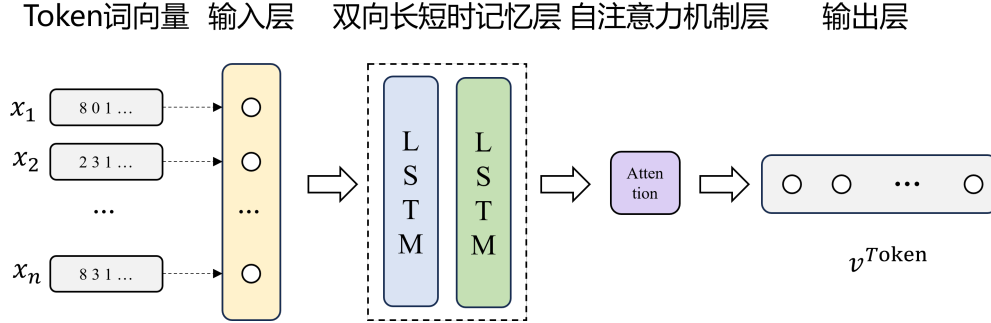 Token词向量 输入层 双向长短时记忆层 自注意力机制层 输出层
x1 8 0 1 ...
x2 2 3 1 ...
...
xn 8 3 1 ...
...
LSTM
LSTM
Atten
tion
...
vToken